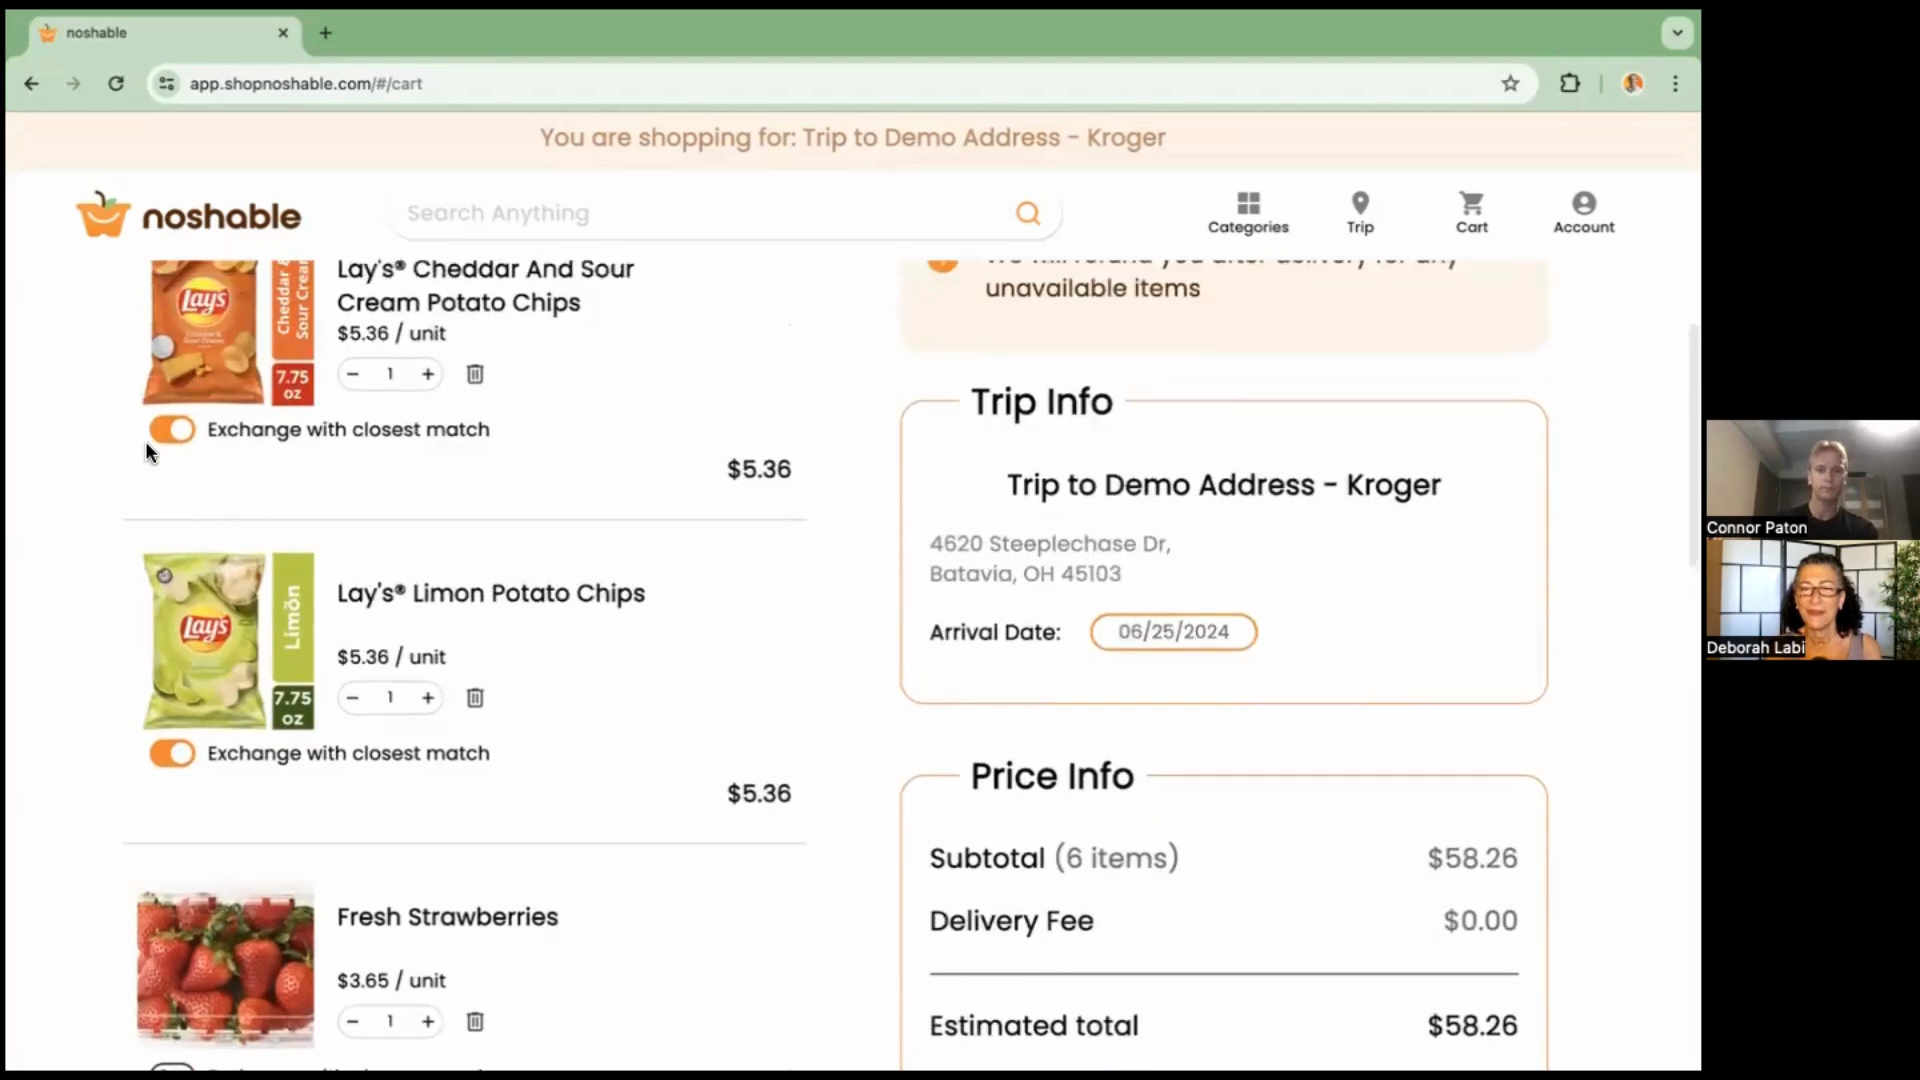 noshable
app.shopnoshable.com/#/cart
You are shopping for: Trip to Demo Address - Kroger
noshable
Search Anything
Categories
Trip
Cart
Account
Lay's® Cheddar And Sour
Cream Potato Chips
$5.36 / unit
1
Lay's
Cheddar &
Sour Cream
7.75
oz
Exchange with closest match
$5.36
Lay's® Limon Potato Chips
$5.36 / unit
1
Lay's
Limón
7.75
oz
Exchange with closest match
$5.36
Fresh Strawberries
$3.65 / unit
1
unavailable items
Trip Info
Trip to Demo Address - Kroger
4620 Steeplechase Dr,
Batavia, OH 45103
Arrival Date: 06/25/2024
Price Info
Subtotal (6 items) $58.26
Delivery Fee $0.00
Estimated total $58.26
Connor Paton
Deborah Labi